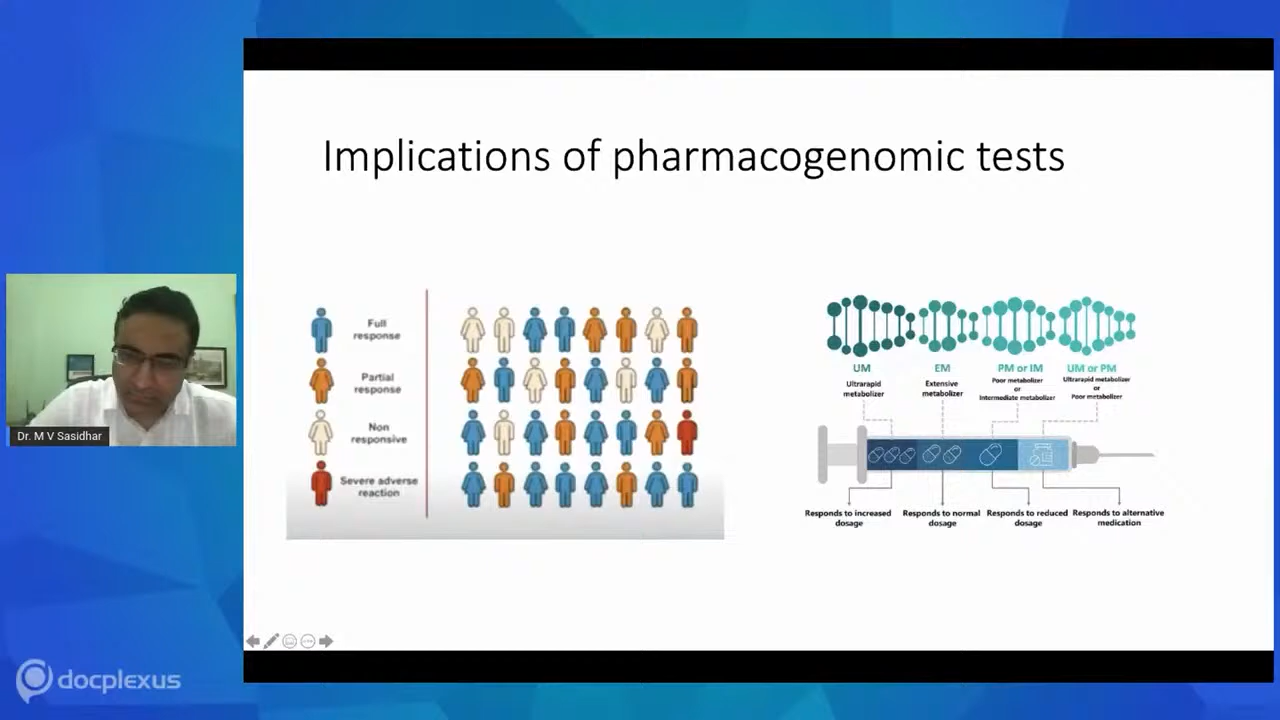 Implications of pharmacogenomic tests
Full
response
Partial
response
Non
responsive
Severe adverse
reaction
UM
Ultrarapid
metabolizer
EM
Extensive
metabolizer
PM or IM
Poor metabolizer
or
Intermediate metabolizer
UM or PM
Ultrarapid metabolizer
or
Poor metabolizer
Responds to increased
dosage
Responds to normal
dosage
Responds to reduced
dosage
Responds to alternative
medication
Dr. M V Sasidhar
docplexus